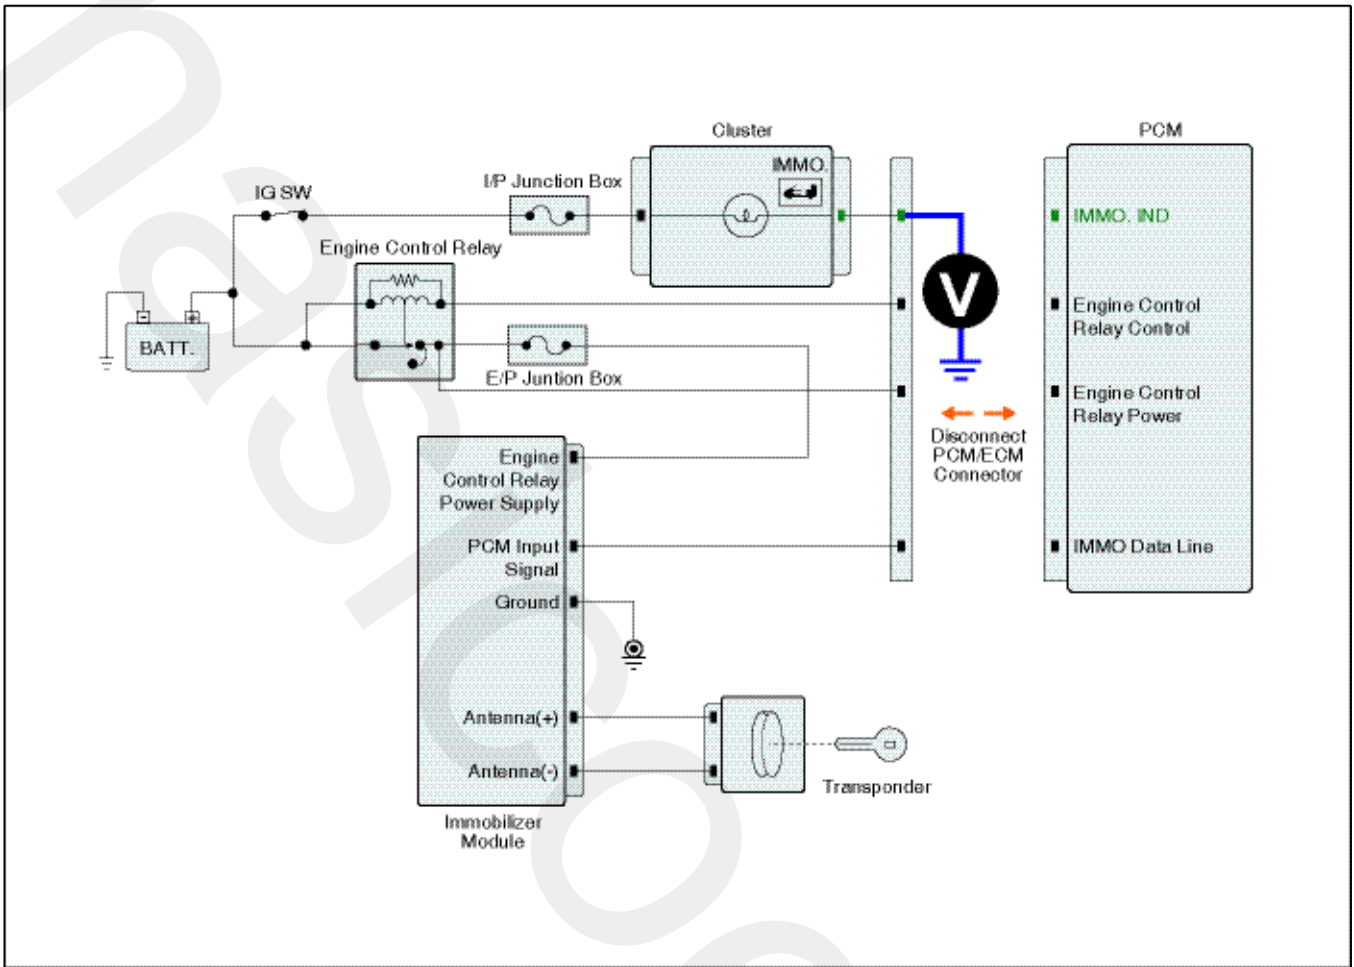 Cluster
PCM
IMMO.
I/P Junction Box
IG SW
IMMO. IND
Engine Control Relay
V
Engine Control
Relay Control
- +
BATT.
E/P Juntion Box
Engine Control
Relay Power
Disconnect
PCM/ECM
Connector
Engine
Control Relay
Power Supply
PCM Input
Signal
IMMO Data Line
Ground
Antenna(+)
Antenna(-)
Transponder
Immobilizer
Module